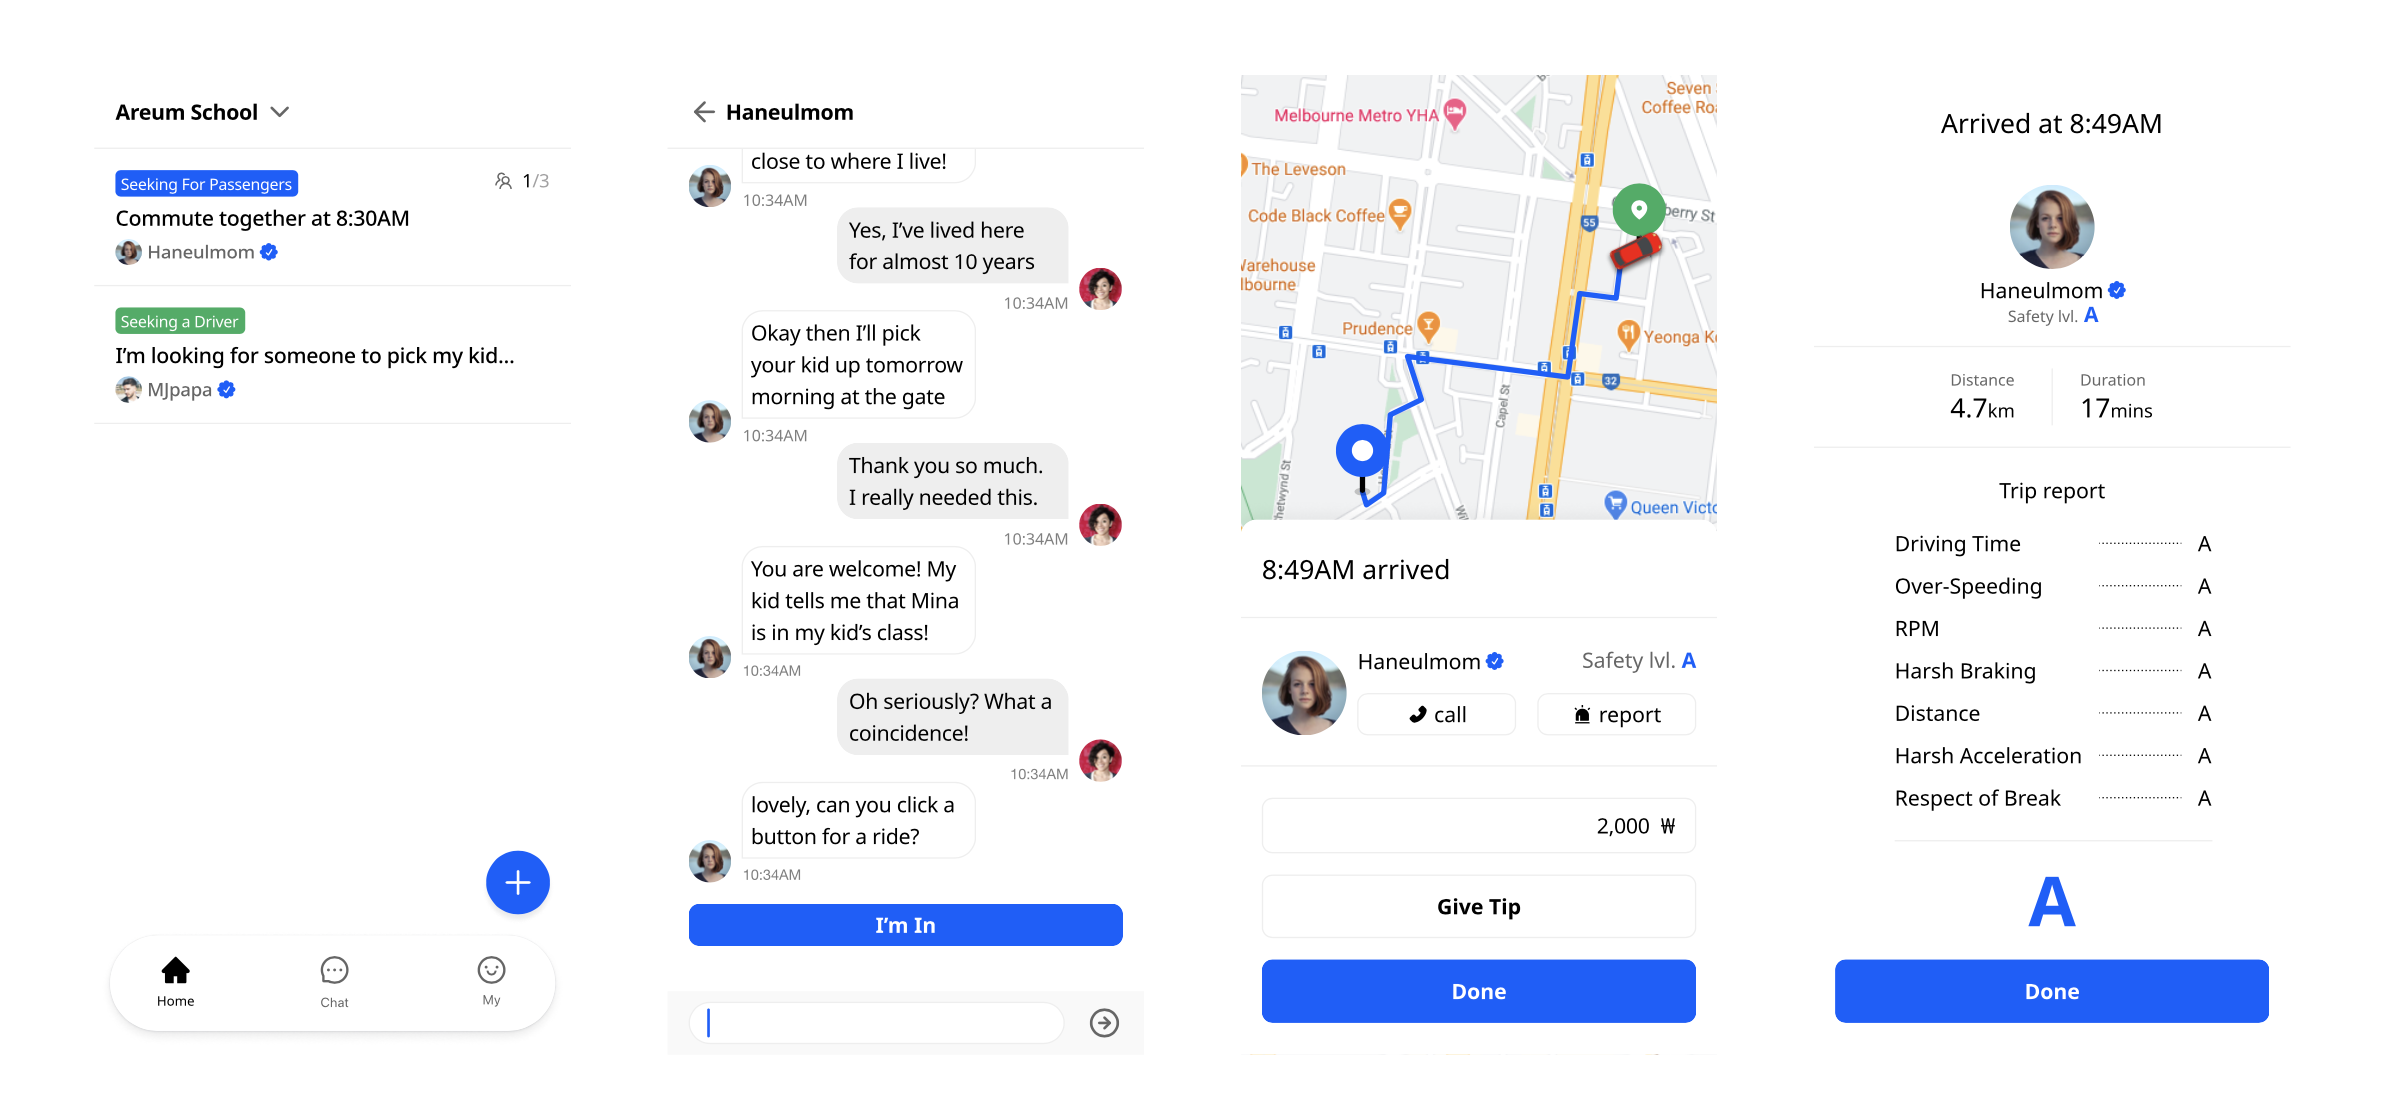 Areum School
Seeking For Passengers
1/3
Commute together at 8:30AM
Haneulmom
Seeking a Driver
I'm looking for someone to pick my kid...
MJpapa
Home
Chat
My
Haneulmom
close to where I live!
10:34AM
Yes, I've lived here
for almost 10 years
10:34AM
Okay then I'll pick
your kid up tomorrow
morning at the gate
10:34AM
Thank you so much.
I really needed this.
10:34AM
You are welcome! My
kid tells me that Mina
is in my kid's class!
10:34AM
Oh seriously? What a
coincidence!
10:34AM
lovely, can you click a
button for a ride?
10:34AM
I'm In
Seven
Coffee Roa
Melbourne Metro YHA
The Leveson
Code Black Coffee
berry St
55
Warehouse
lbourne
Prudence
Yeonga K
32
Capel St
hetwynd St
Queen Victo
8:49AM arrived
Haneulmom
Safety lvl. A
call
report
2,000 ₩
Give Tip
Done
Arrived at 8:49AM
Haneulmom
Safety lvl. A
Distance
4.7km
Duration
17mins
Trip report
Driving Time A
Over-Speeding A
RPM A
Harsh Braking A
Distance A
Harsh Acceleration A
Respect of Break A
A
Done